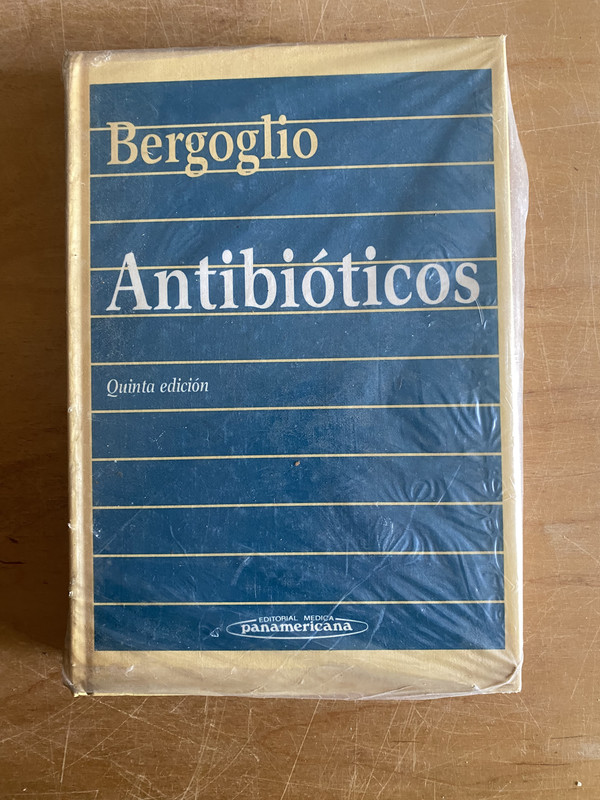 Bergoglio
Antibióticos
Quinta edición
EDITORIAL MEDICA
panamericana